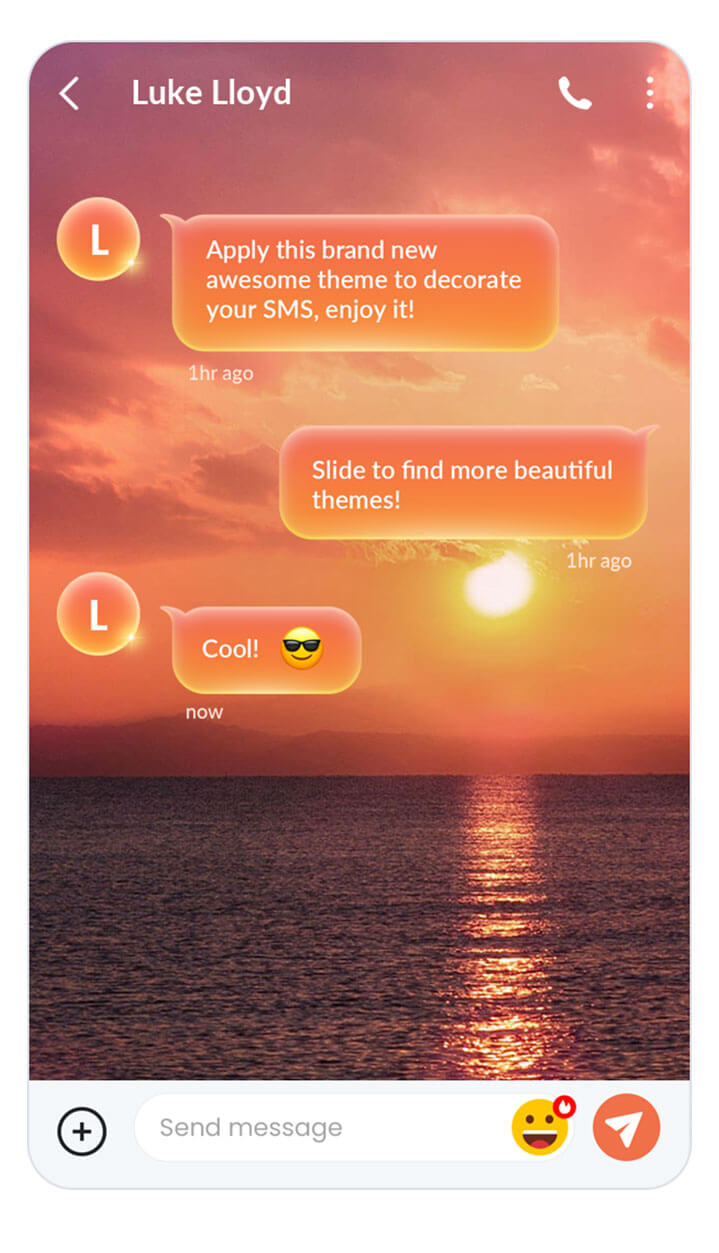 Luke Lloyd
L
Apply this brand new
awesome theme to decorate
your SMS, enjoy it!
1hr ago
Slide to find more beautiful
themes!
1hr ago
L
Cool! 😎
now
Send message